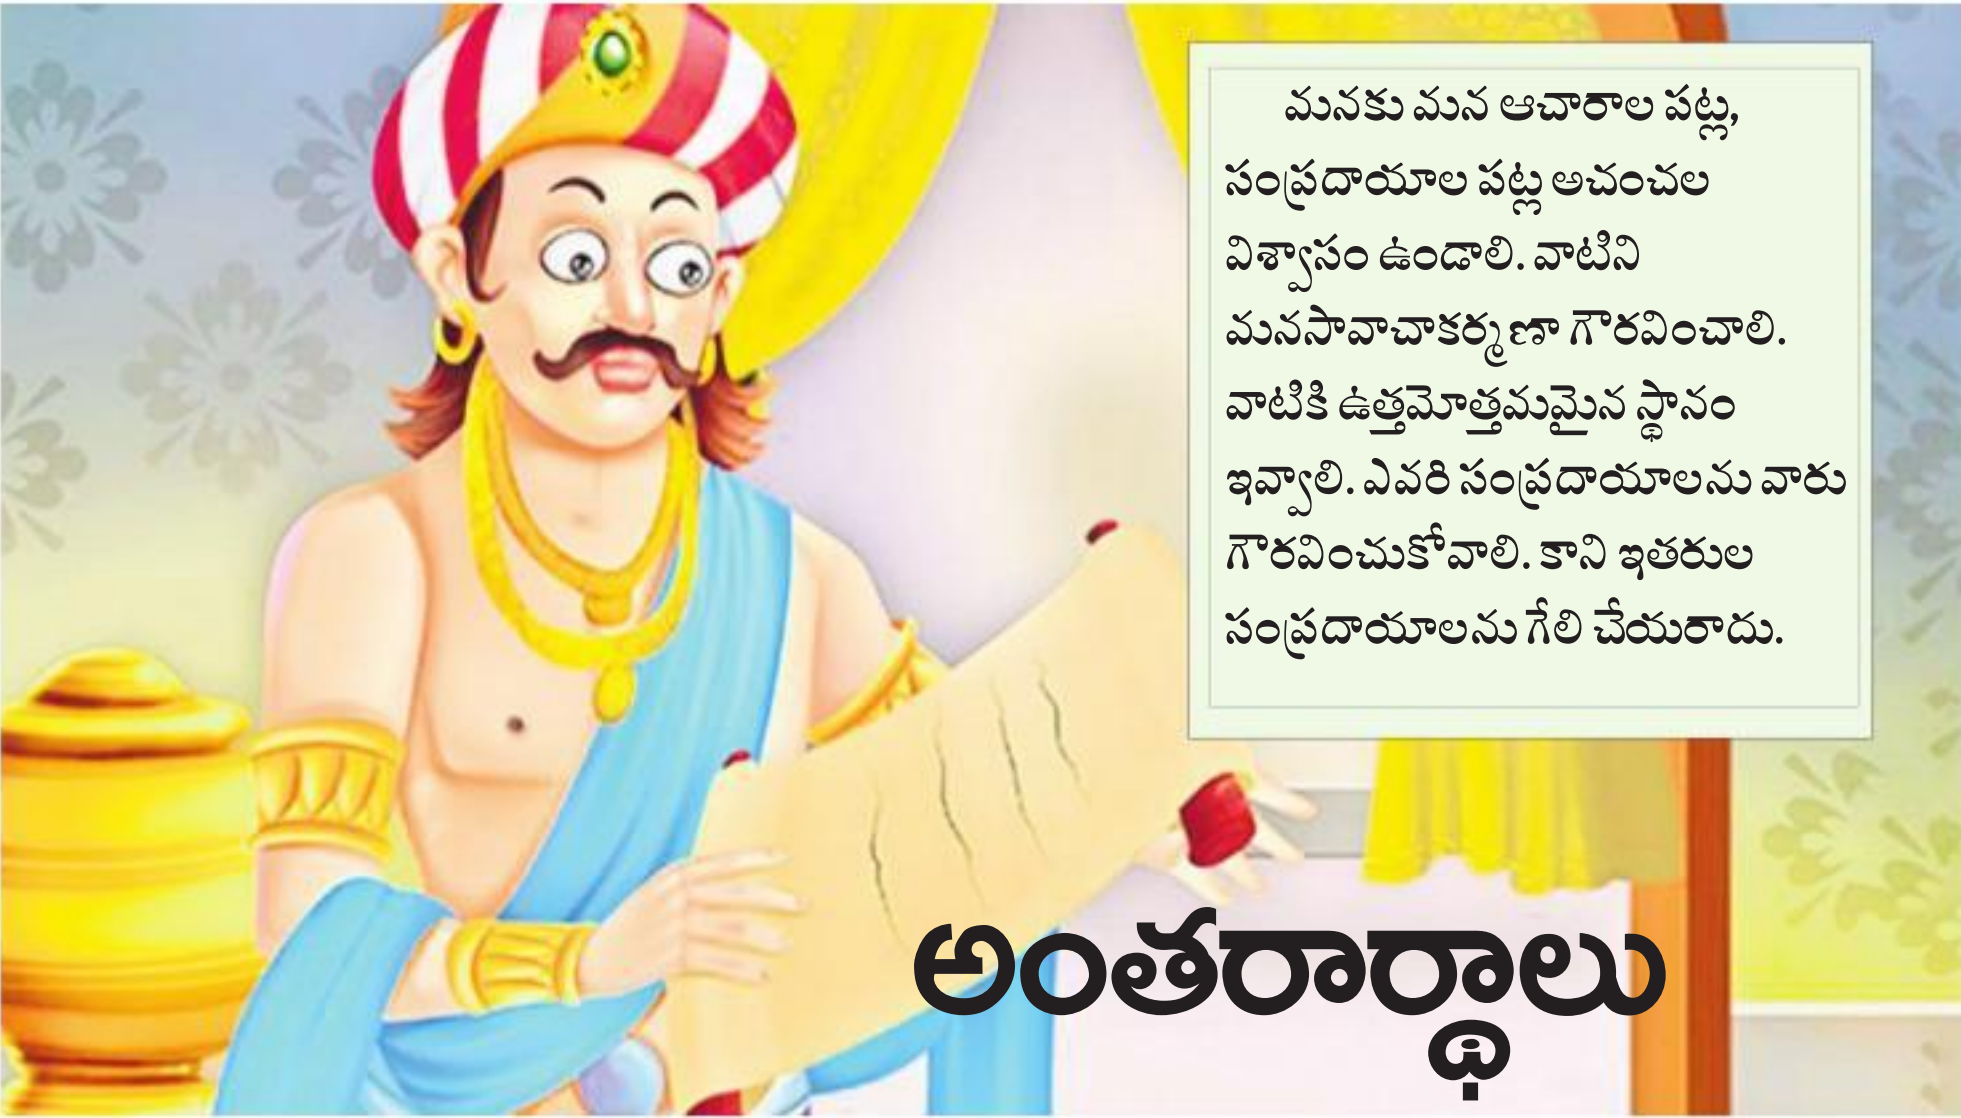 మనకు మన ఆచారాల పట్ల,
సంప్రదాయాల పట్ల అచంచల
విశ్వాసం ఉండాలి. వాటిని
మనసావాచాకర్మణా గౌరవించాలి.
వాటికి ఉత్తమోత్తమమైన స్థానం
ఇవ్వాలి. ఎవరి సంప్రదాయాలను వారు
గౌరవించుకోవాలి. కాని ఇతరుల
సంప్రదాయాలను గేలి చేయరాదు.
అంతరార్థాలు